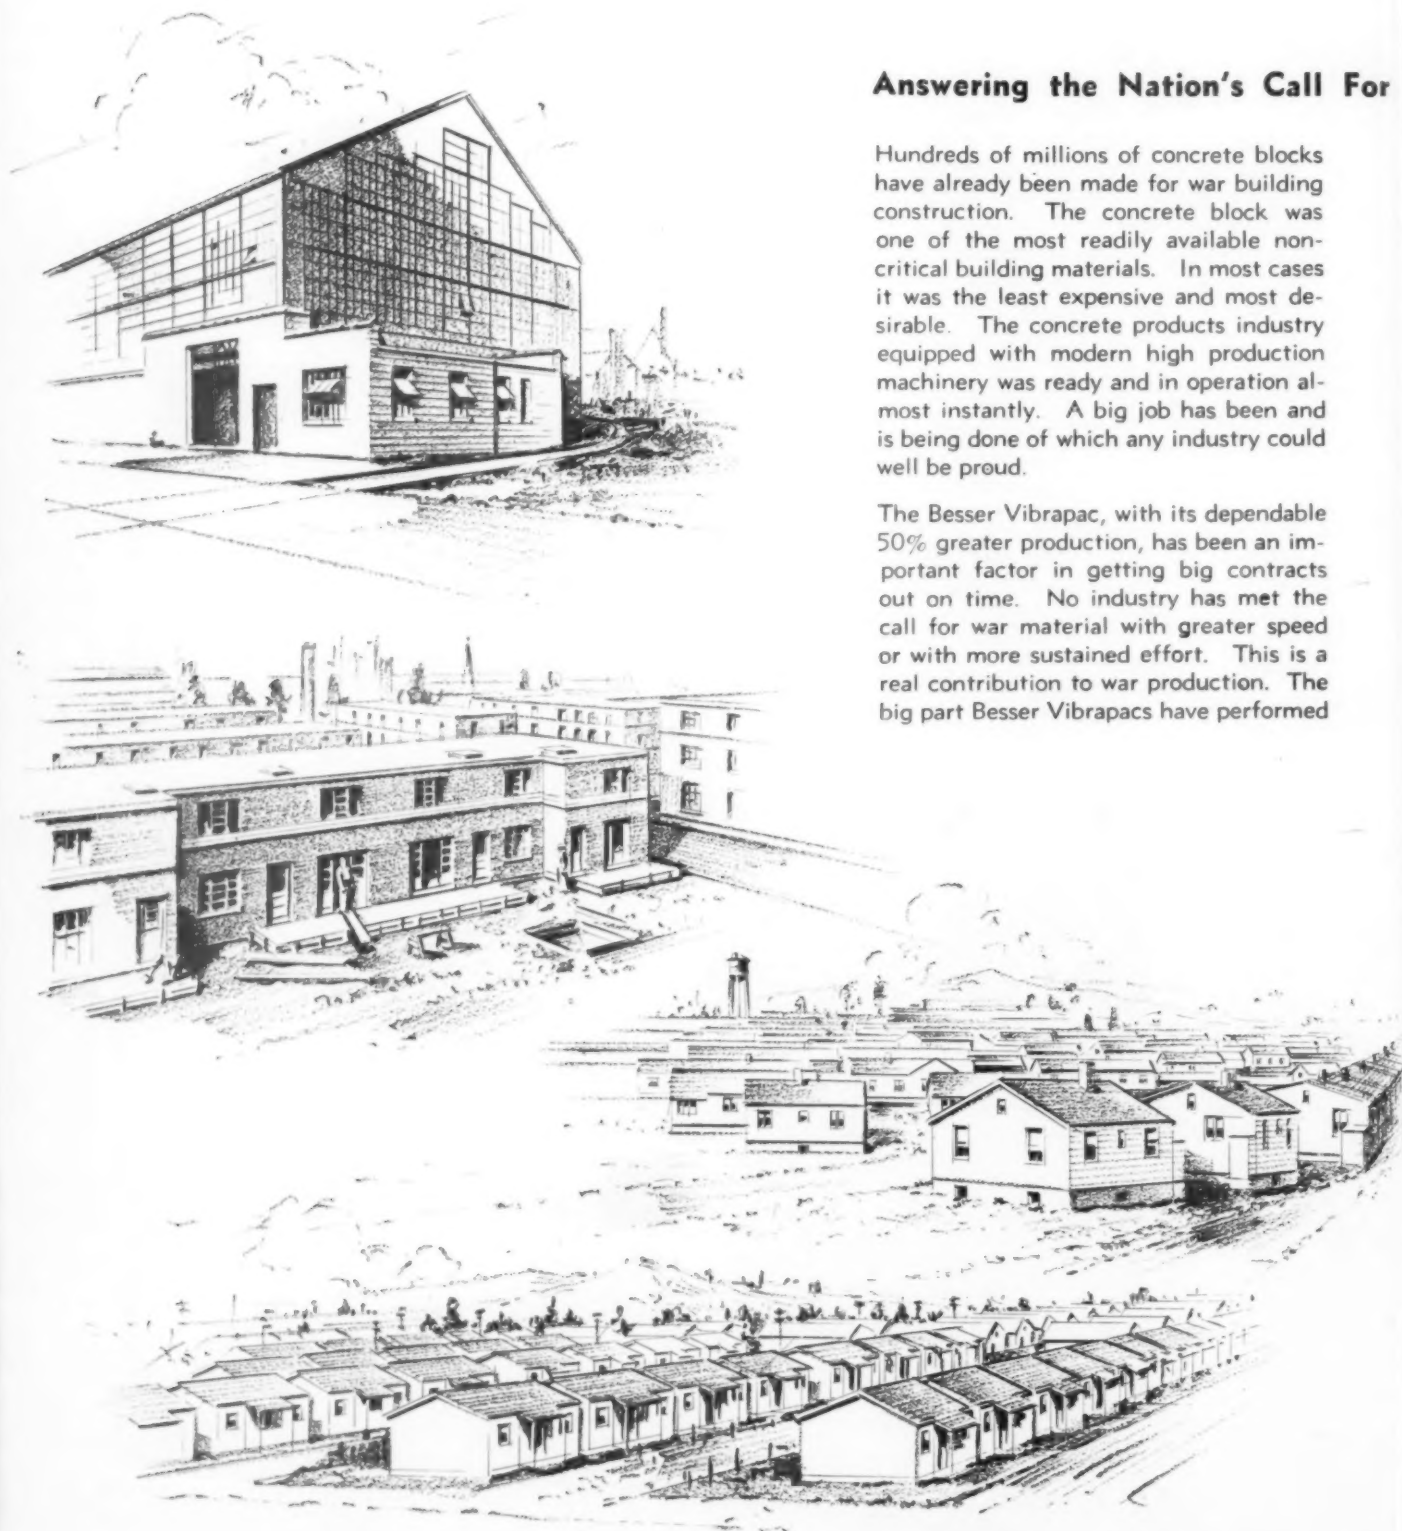 Answering the Nation's Call For
Hundreds of millions of concrete blocks
have already been made for war building
construction. The concrete block was
one of the most readily available non-
critical building materials. In most cases
it was the least expensive and most de-
sirable. The concrete products industry
equipped with modern high production
machinery was ready and in operation al-
most instantly. A big job has been and
is being done of which any industry could
well be proud.
The Besser Vibrapac, with its dependable
50% greater production, has been an im-
portant factor in getting big contracts
out on time. No industry has met the
call for war material with greater speed
or with more sustained effort. This is a
real contribution to war production. The
big part Besser Vibrapacs have performed